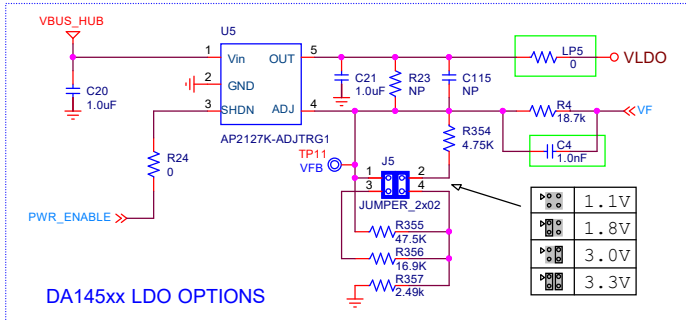 VBUS_HUB
U5
1 Vin OUT 5
2 GND
3 SHDN ADJ 4
AP2127K-ADJTRG1
C20
1.0uF
C21
1.0uF
R23
NP
C115
NP
LP5
0
VLDO
R4
18.7k
VF
C4
1.0nF
R24
0
PWR_ENABLE
TP11
VFB
R354
4.75K
J5
1 2
3 4
JUMPER_2x02
R355
47.5K
R356
16.9K
R357
2.49k
1.1V
1.8V
3.0V
3.3V
DA145xx LDO OPTIONS